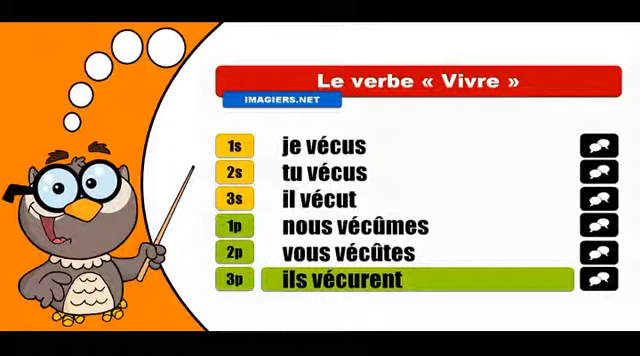 Le verbe « Vivre »
IMAGIERS.NET
1s je vécus
2s tu vécus
3s il vécut
1p nous vécûmes
2p vous vécûtes
3p ils vécurent